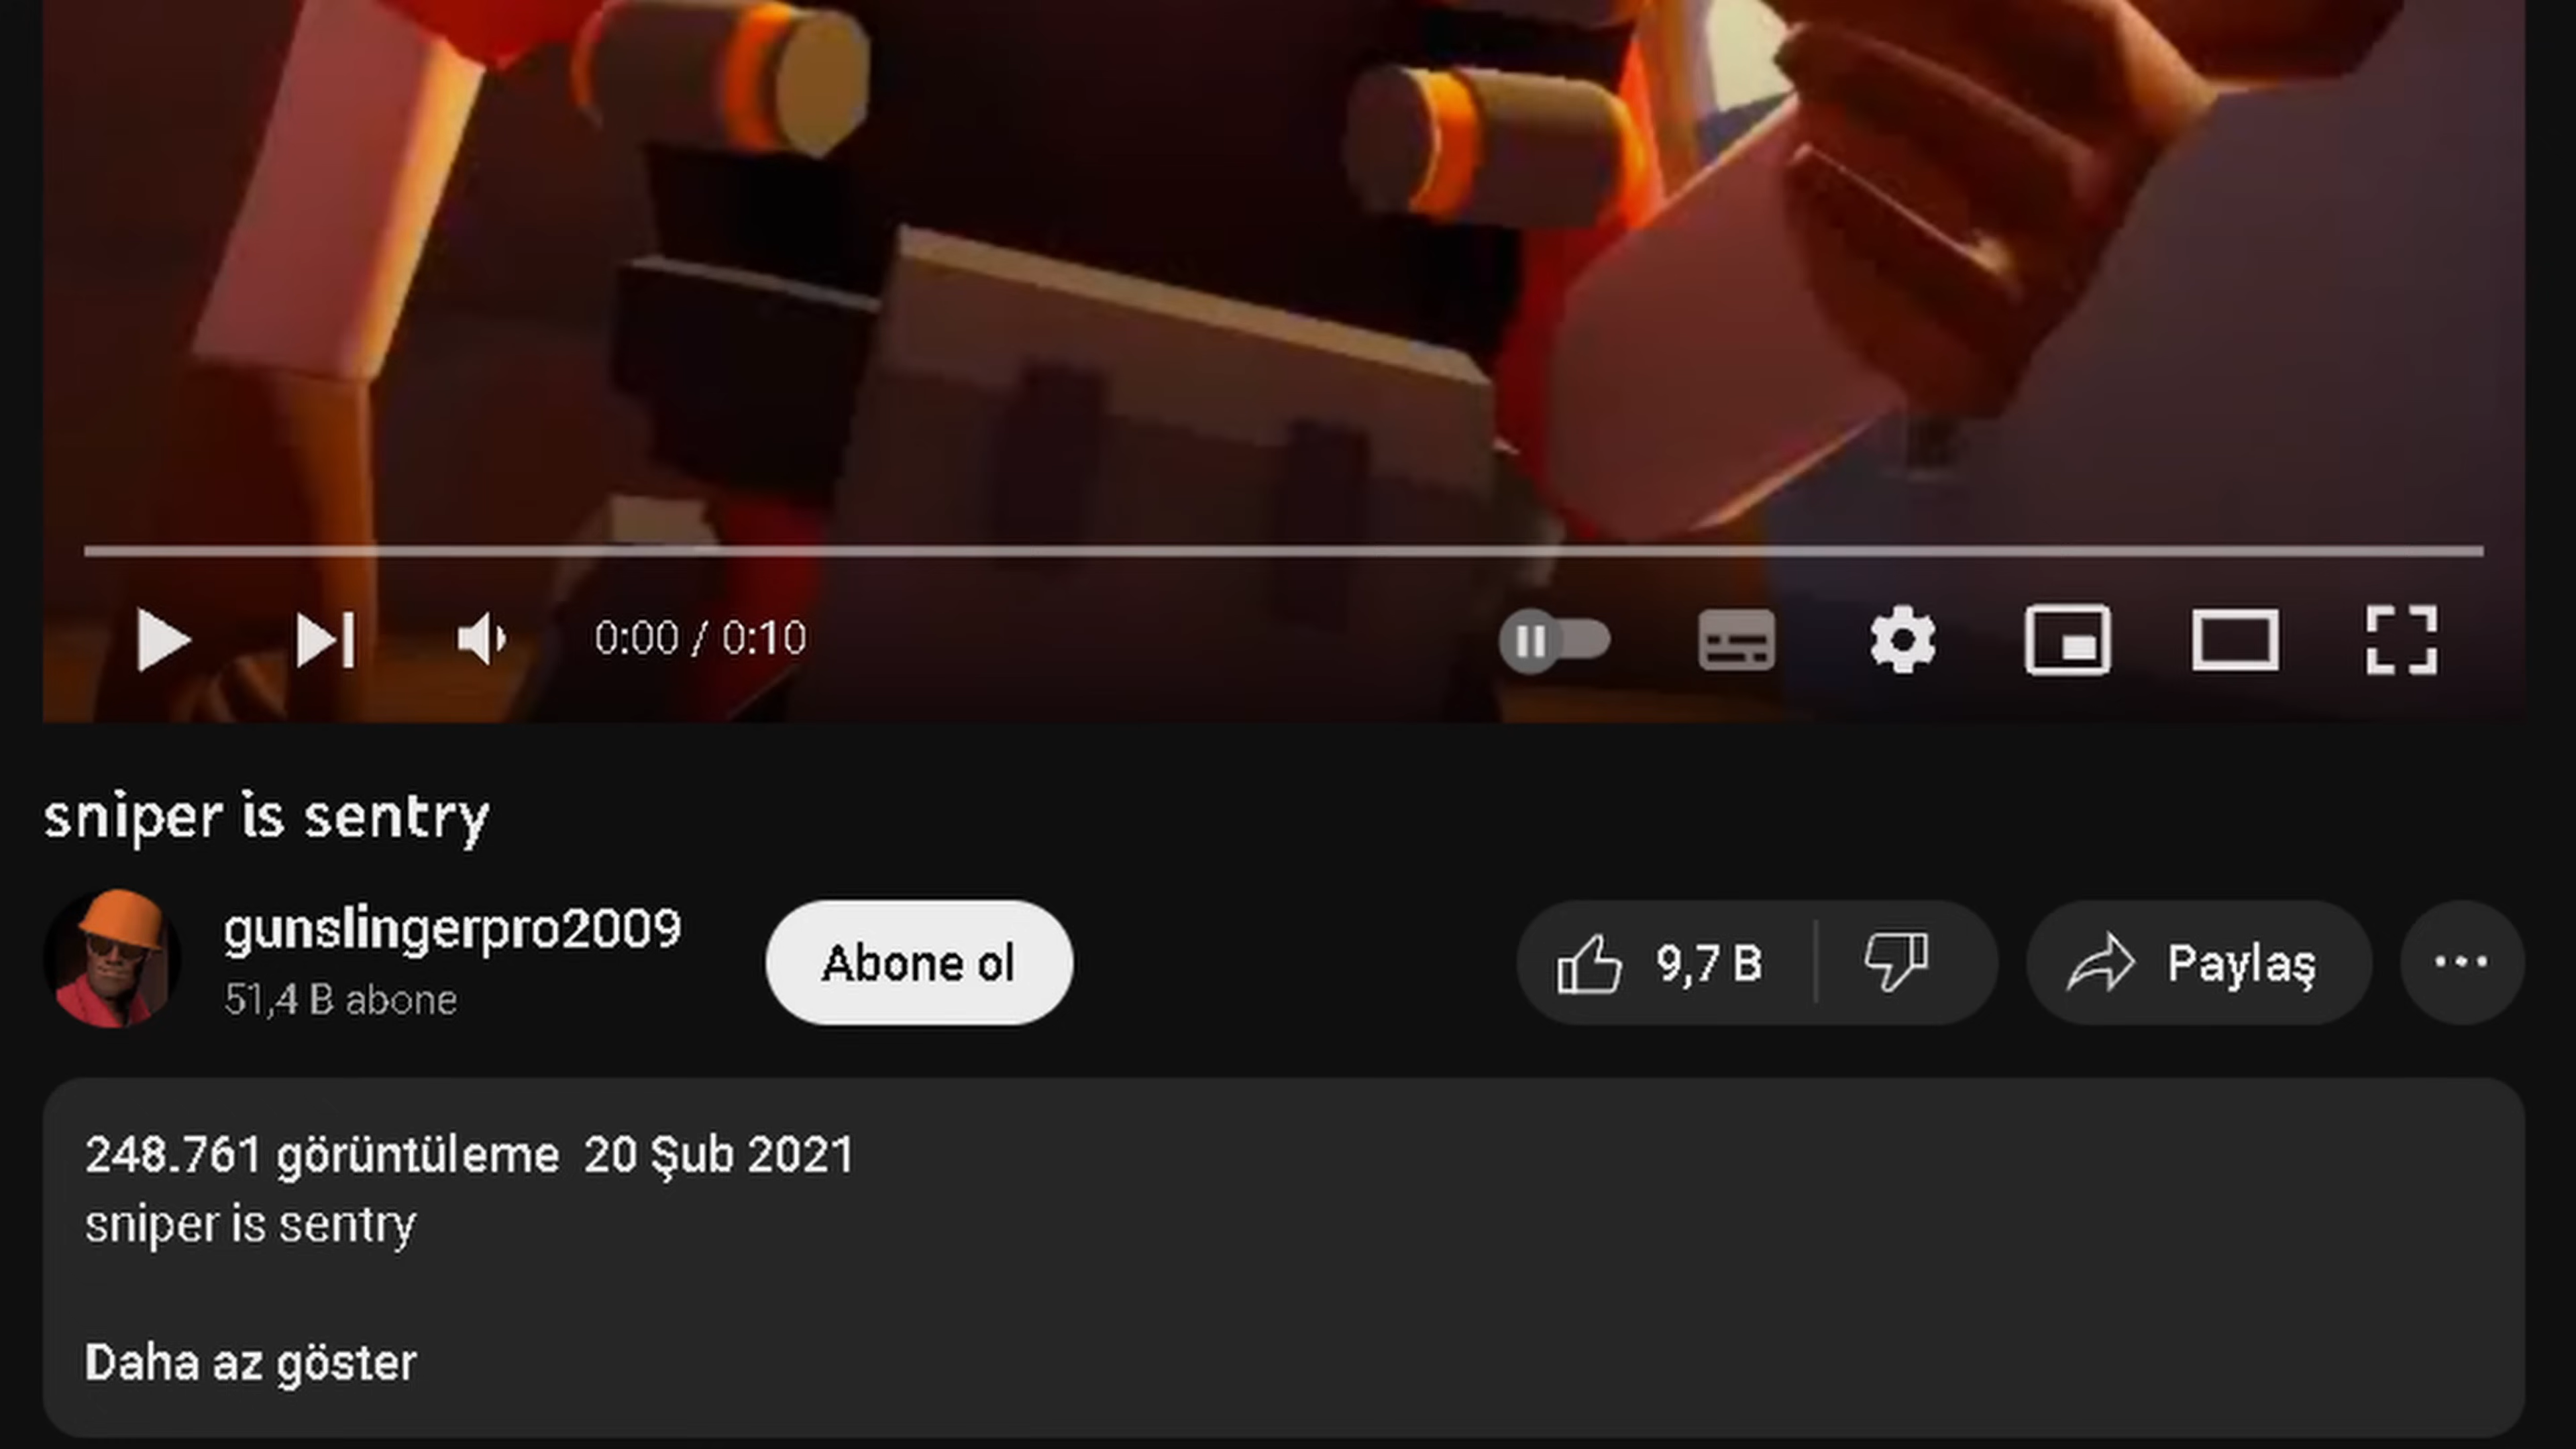 0:00 / 0:10
sniper is sentry
gunslingerpro2009
51,4 B abone
Abone ol
9,7 B
Paylaş
248.761 görüntüleme 20 Şub 2021
sniper is sentry
Daha az göster